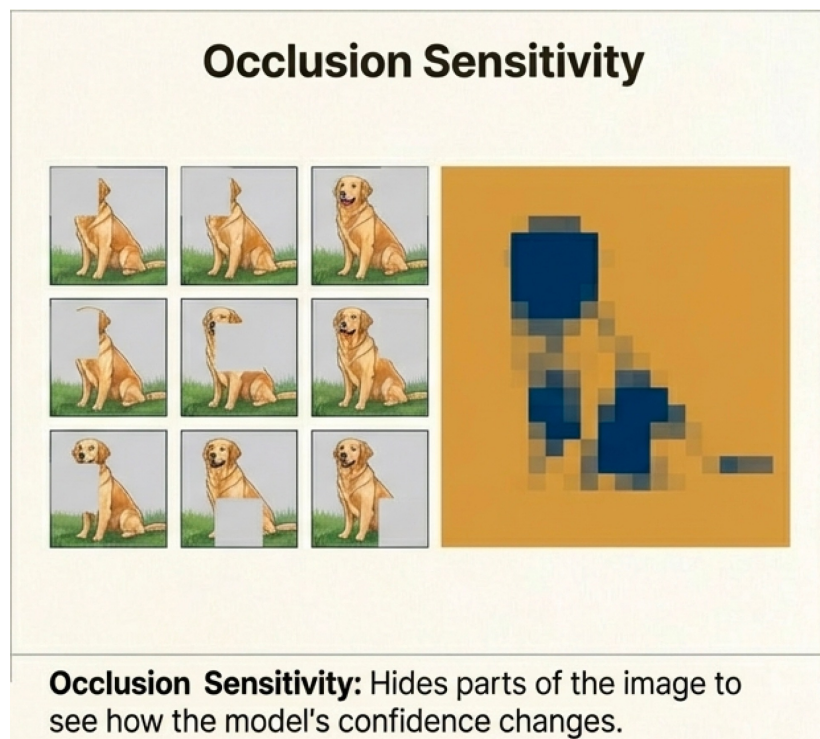 Occlusion Sensitivity
Occlusion Sensitivity: Hides parts of the image to
see how the model's confidence changes.